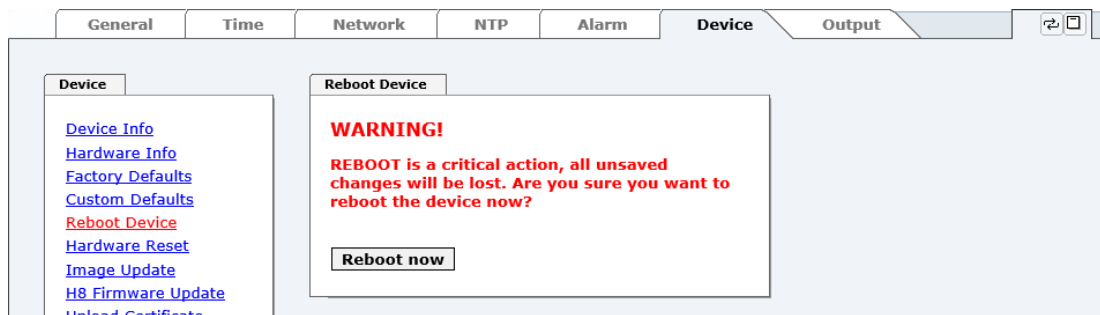 General Time Network NTP Alarm Device Output
Device
Device Info
Hardware Info
Factory Defaults
Custom Defaults
Reboot Device
Hardware Reset
Image Update
H8 Firmware Update
Upload Certificate
Reboot Device
WARNING!
REBOOT is a critical action, all unsaved
changes will be lost. Are you sure you want to
reboot the device now?
Reboot now